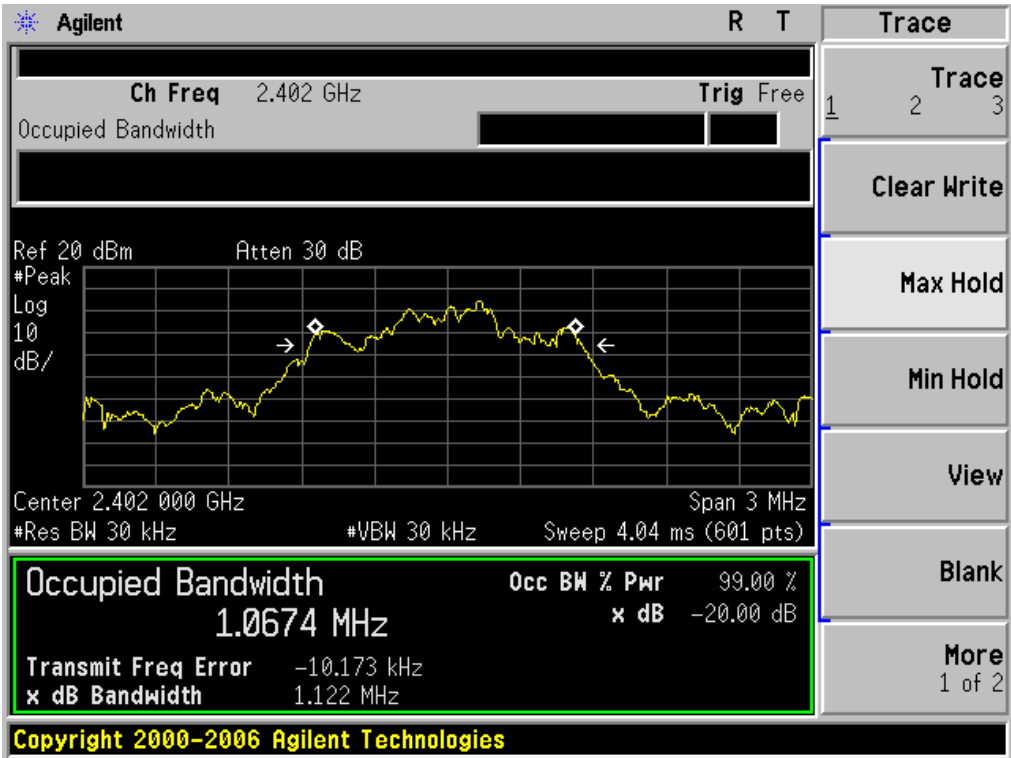 Agilent R T Trace
Ch Freq 2.402 GHz Trig Free
Occupied Bandwidth
Trace
1 2 3
Clear Write
Max Hold
Min Hold
View
Blank
More
1 of 2
Ref 20 dBm Atten 30 dB
#Peak
Log
10
dB/
Center 2.402 000 GHz Span 3 MHz
#Res BW 30 kHz #VBW 30 kHz Sweep 4.04 ms (601 pts)
Occupied Bandwidth Occ BW % Pwr 99.00 %
1.0674 MHz x dB -20.00 dB
Transmit Freq Error -10.173 kHz
x dB Bandwidth 1.122 MHz
Copyright 2000-2006 Agilent Technologies